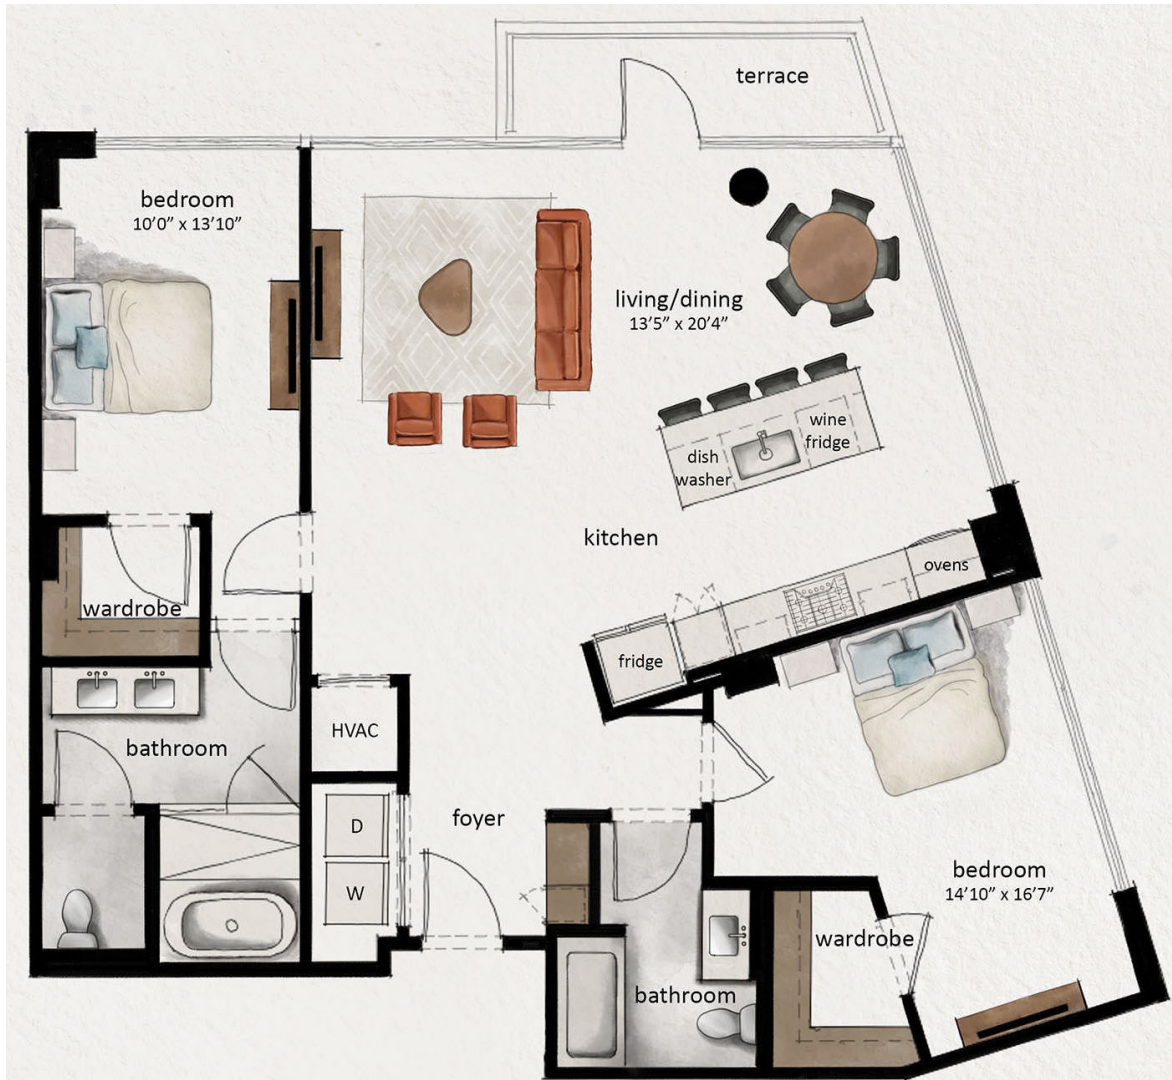 terrace
bedroom
10’0” x 13’10”
living/dining
13’5” x 20’4”
wine
fridge
dish
washer
kitchen
ovens
wardrobe
fridge
HVAC
bathroom
D
foyer
W
bedroom
14’10” x 16’7”
wardrobe
bathroom